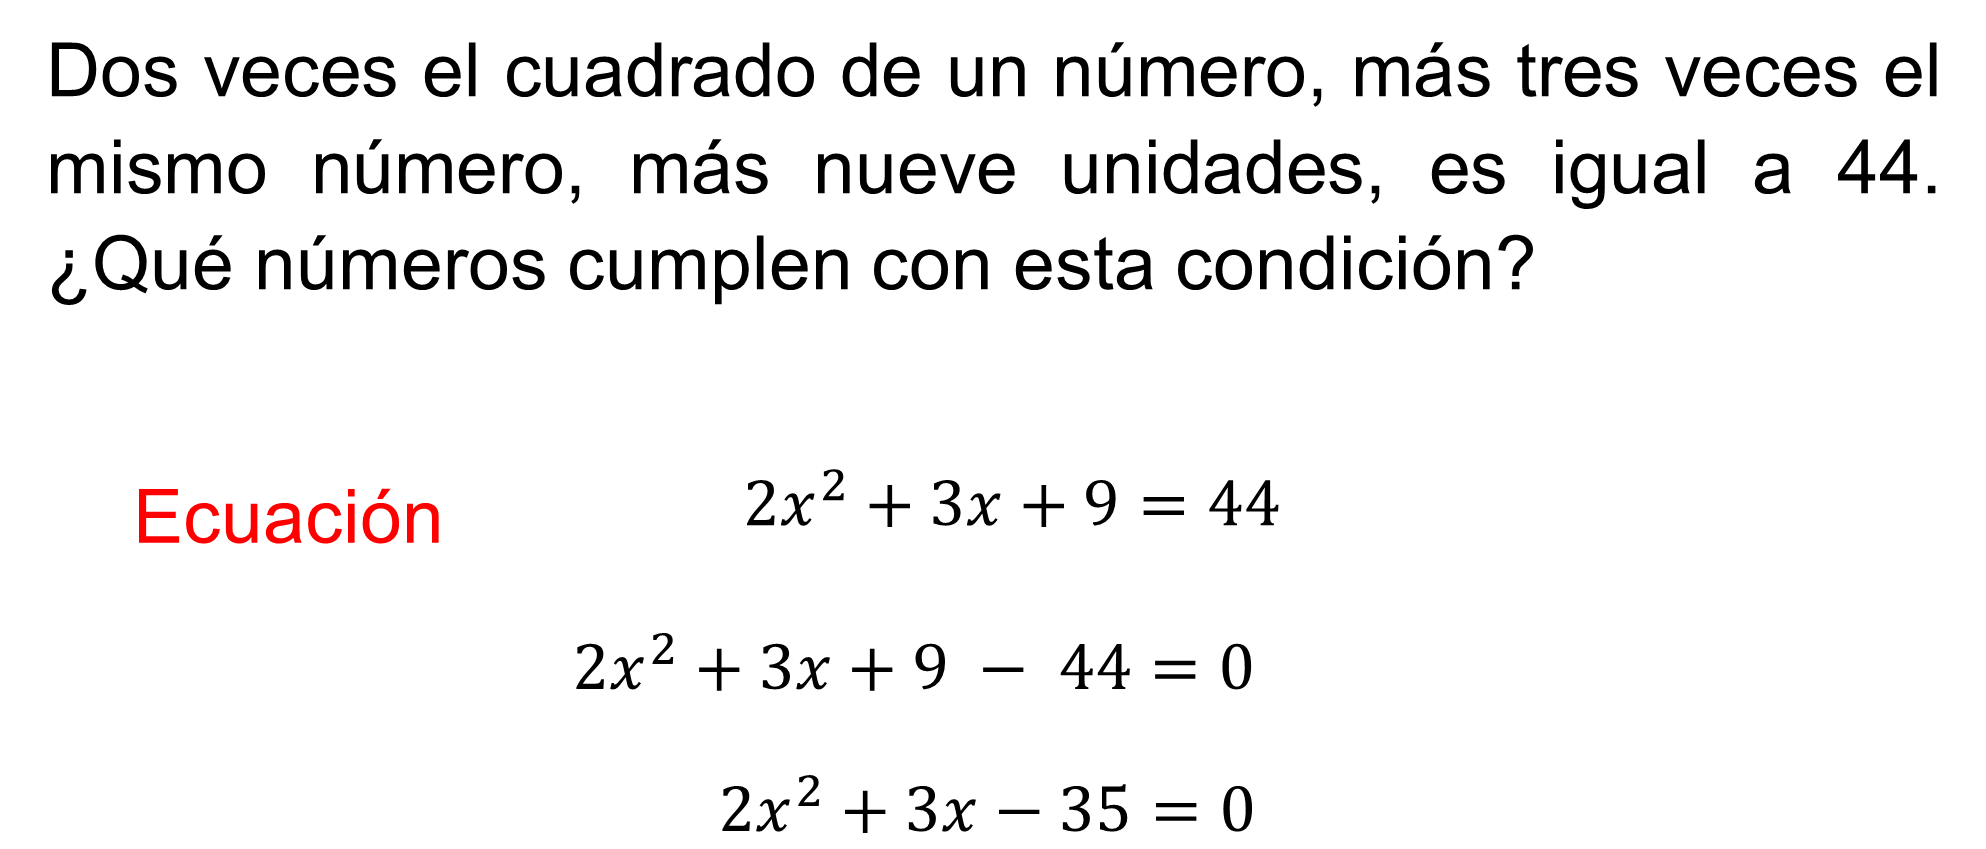 Dos veces el cuadrado de un número, más tres veces el
mismo número, más nueve unidades, es igual a 44.
¿Qué números cumplen con esta condición?
Ecuación 2x² + 3x + 9 = 44
2x² + 3x + 9 − 44 = 0
2x² + 3x − 35 = 0